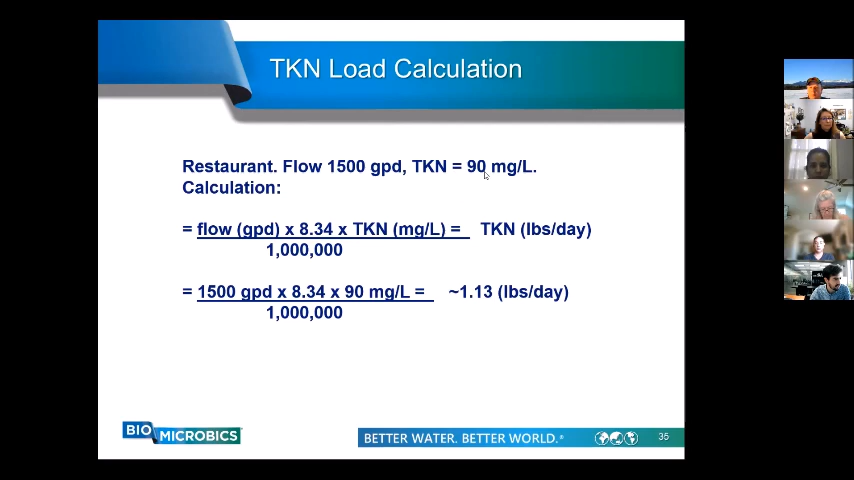 TKN Load Calculation
Restaurant. Flow 1500 gpd, TKN = 90 mg/L.
Calculation:
= flow (gpd) x 8.34 x TKN (mg/L) = TKN (lbs/day)
1,000,000
= 1500 gpd x 8.34 x 90 mg/L = ~1.13 (lbs/day)
1,000,000
BIO MICROBICS
BETTER WATER. BETTER WORLD.®
35